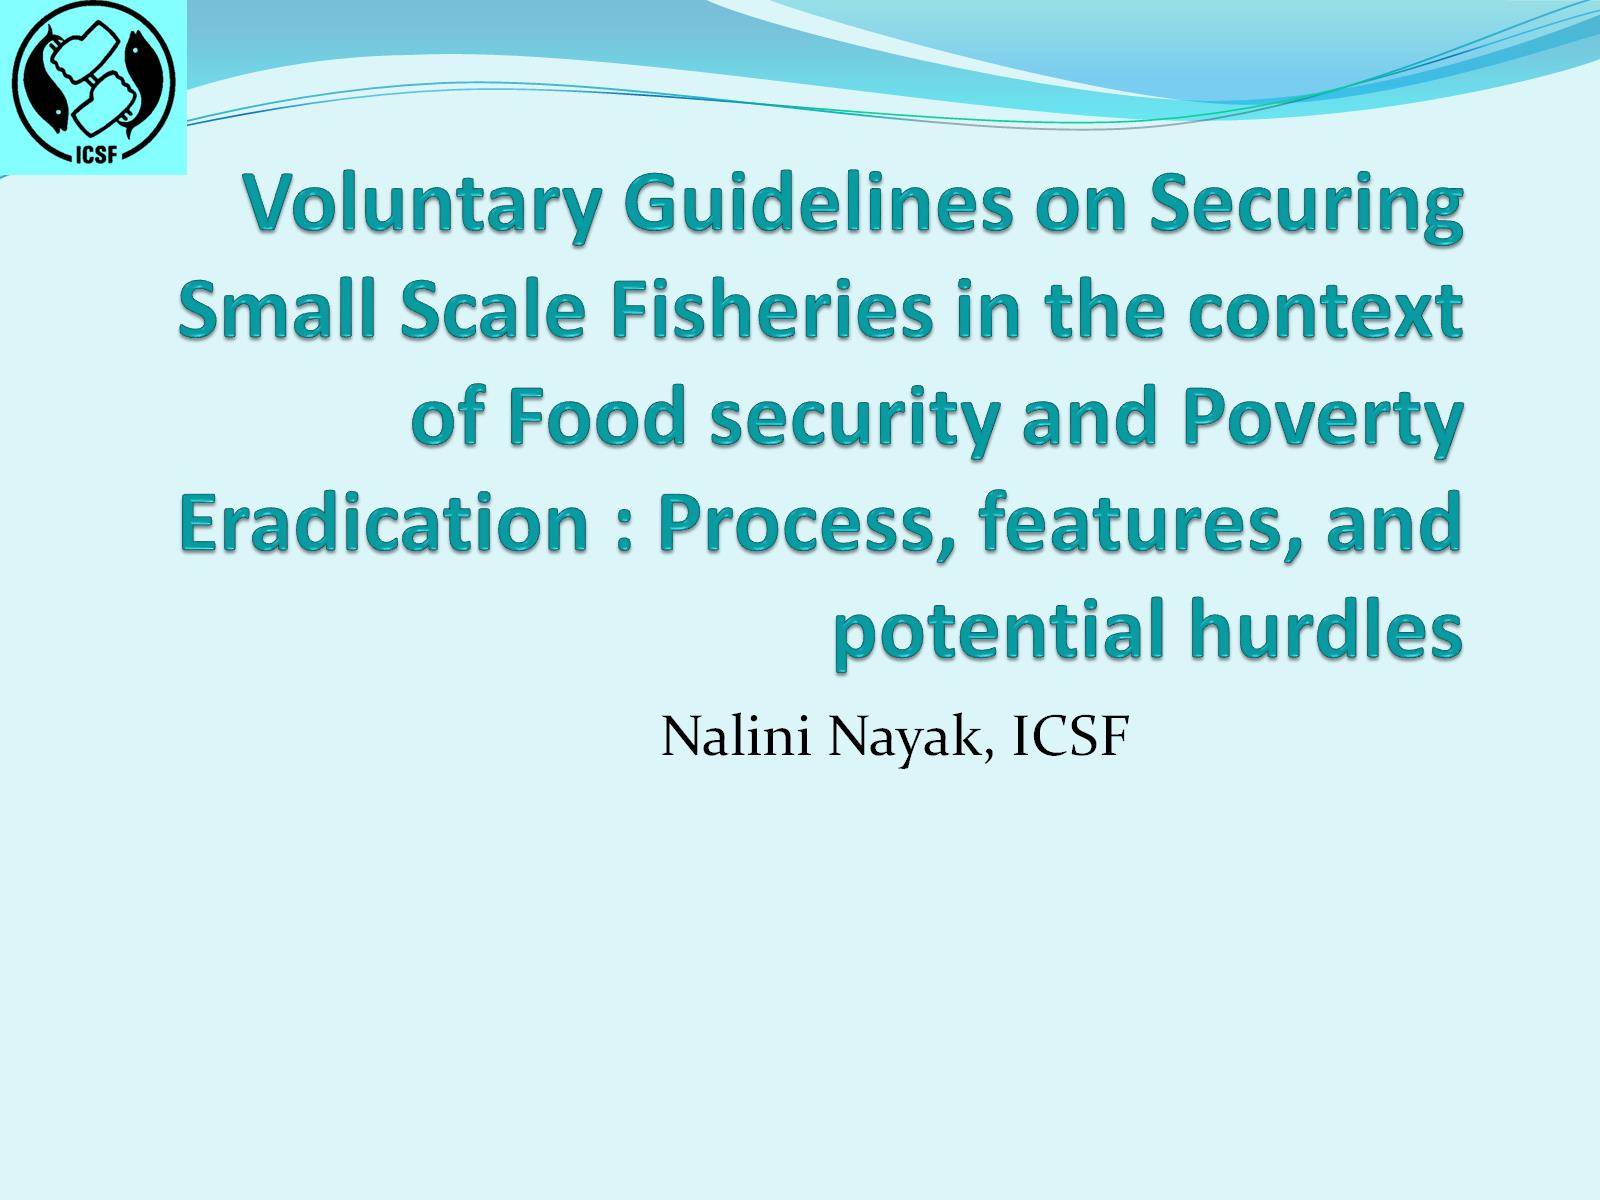 ICSF
Voluntary Guidelines on Securing
Small Scale Fisheries in the context
of Food security and Poverty
Eradication : Process, features, and
potential hurdles
Nalini Nayak, ICSF